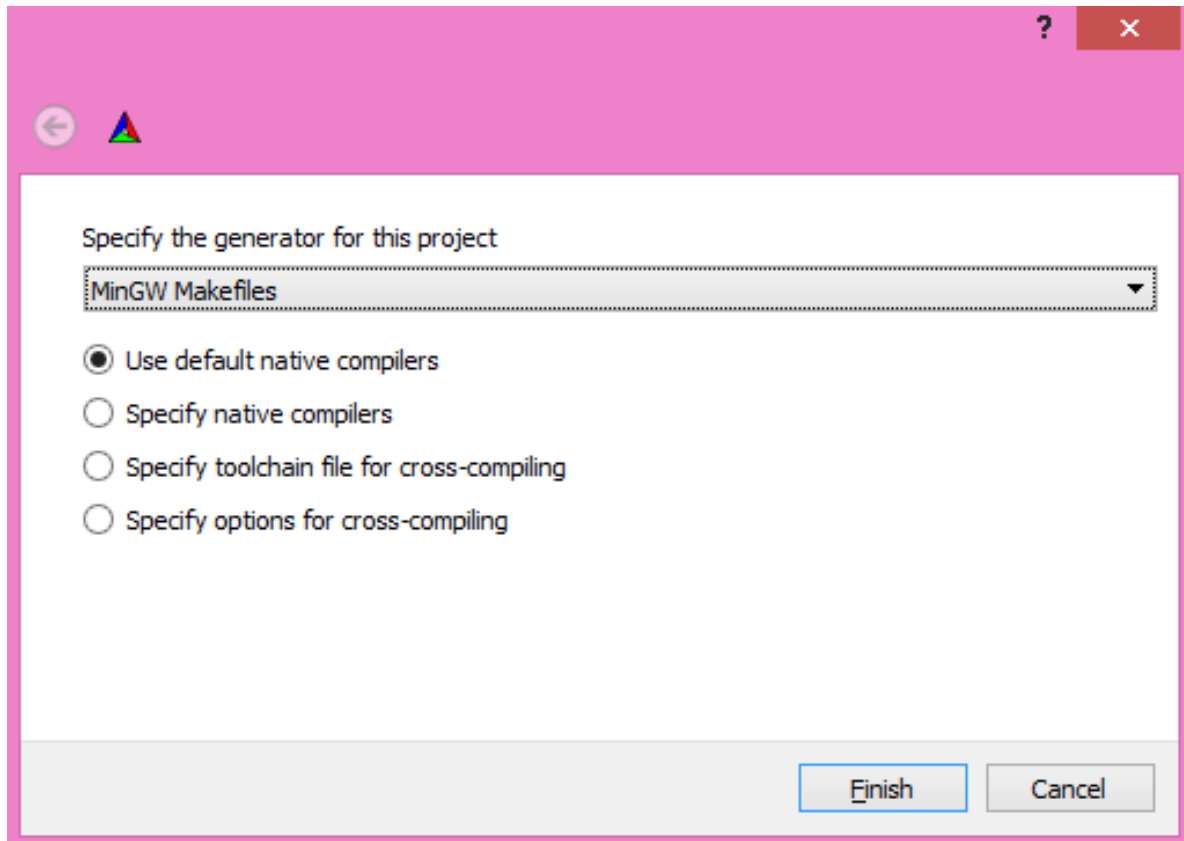 ?
Specify the generator for this project
MinGW Makefiles
Use default native compilers
Specify native compilers
Specify toolchain file for cross-compiling
Specify options for cross-compiling
Finish
Cancel